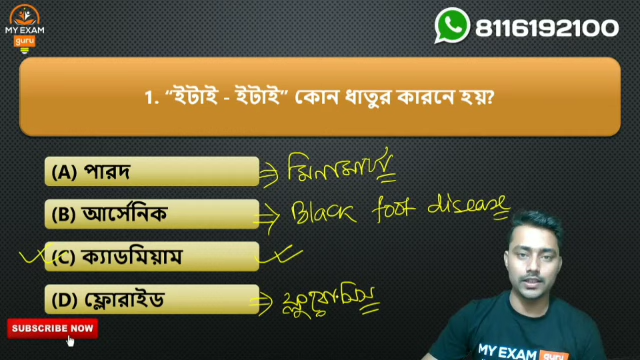 MY EXAM
guru
8116192100
1. “ইটাই - ইটাই” কোন ধাতুর কারনে হয়?
(A) পারদ ⇒ মিনামাটা
(B) আর্সেনিক ⇒ Black foot disease
(C) ক্যাডমিয়াম
(D) ফ্লোরাইড ⇒
SUBSCRIBE NOW
MY EXAM
guru